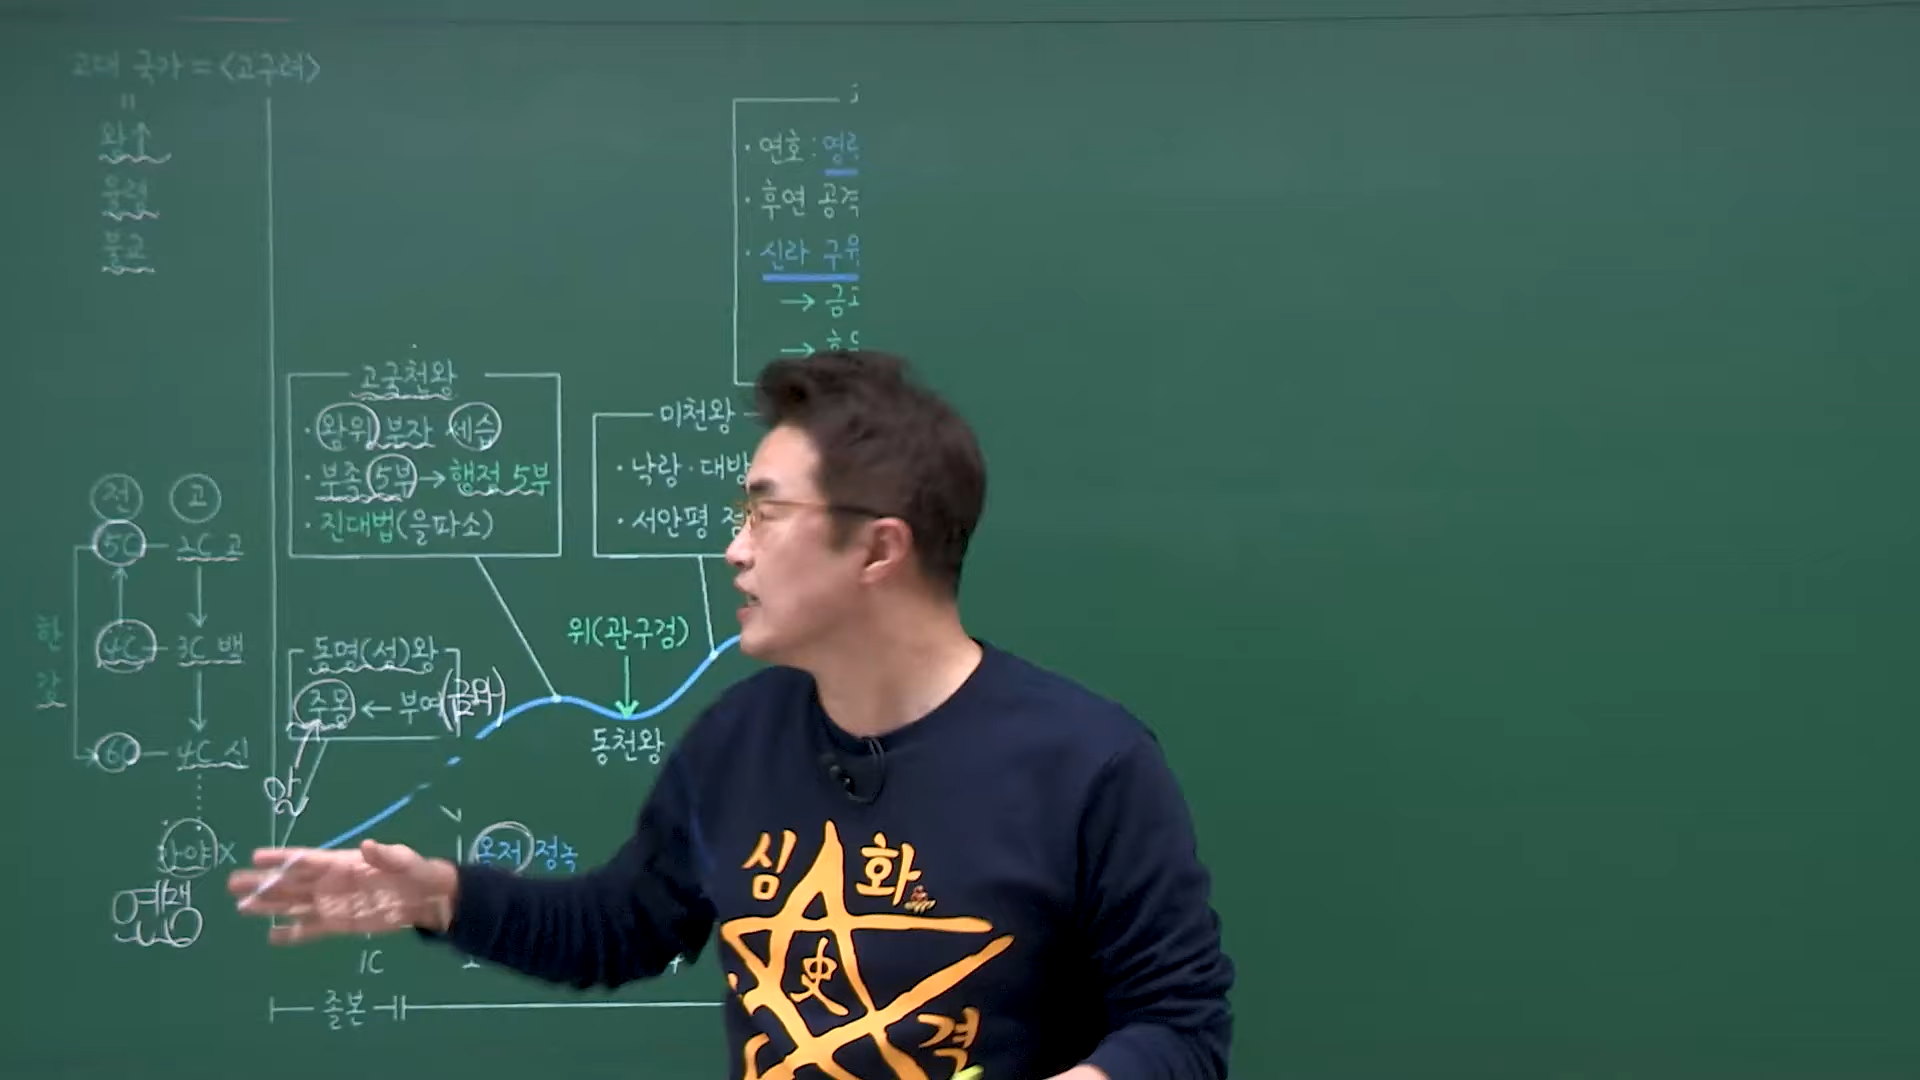 고대 국가 = <고구려>
"
왕↑
율령
불교
연호 : 영
· 후연 공격
· 신라 구
→ 금
고국천왕
· 왕위 부자 세습
· 부족 5부 → 행정 5부
· 진대법(을파소)
미천왕
· 낙랑 · 대방
· 서안평 점
전 고
5C 2C 고
4C 3C 백
6C 4C 신
한강
가야X
연맹
위(관구검)
동천왕
동명(성)왕
주몽 ← 부여(금와)
알
옥저 정복
1C
졸본
심화
史
격